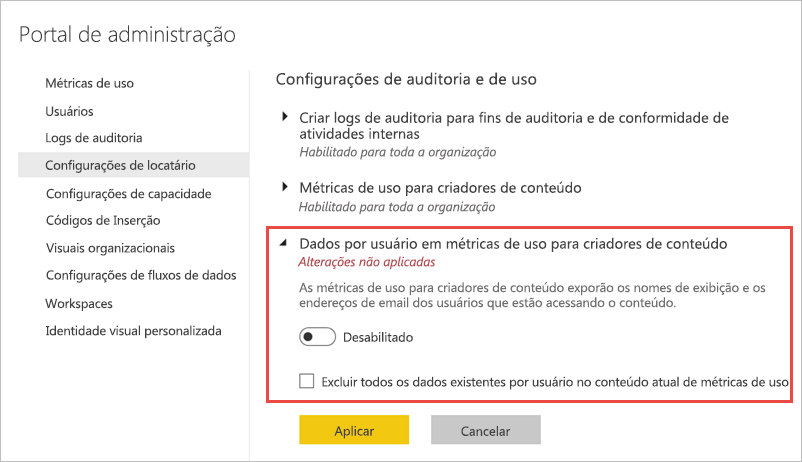 Portal de administração
Métricas de uso
Usuários
Logs de auditoria
Configurações de locatário
Configurações de capacidade
Códigos de Inserção
Visuais organizacionais
Configurações de fluxos de dados
Workspaces
Identidade visual personalizada
Configurações de auditoria e de uso
Criar logs de auditoria para fins de auditoria e de conformidade de
atividades internas
Habilitado para toda a organização
Métricas de uso para criadores de conteúdo
Habilitado para toda a organização
Dados por usuário em métricas de uso para criadores de conteúdo
Alterações não aplicadas
As métricas de uso para criadores de conteúdo exporão os nomes de exibição e os
endereços de email dos usuários que estão acessando o conteúdo.
Desabilitado
Excluir todos os dados existentes por usuário no conteúdo atual de métricas de uso
Aplicar
Cancelar